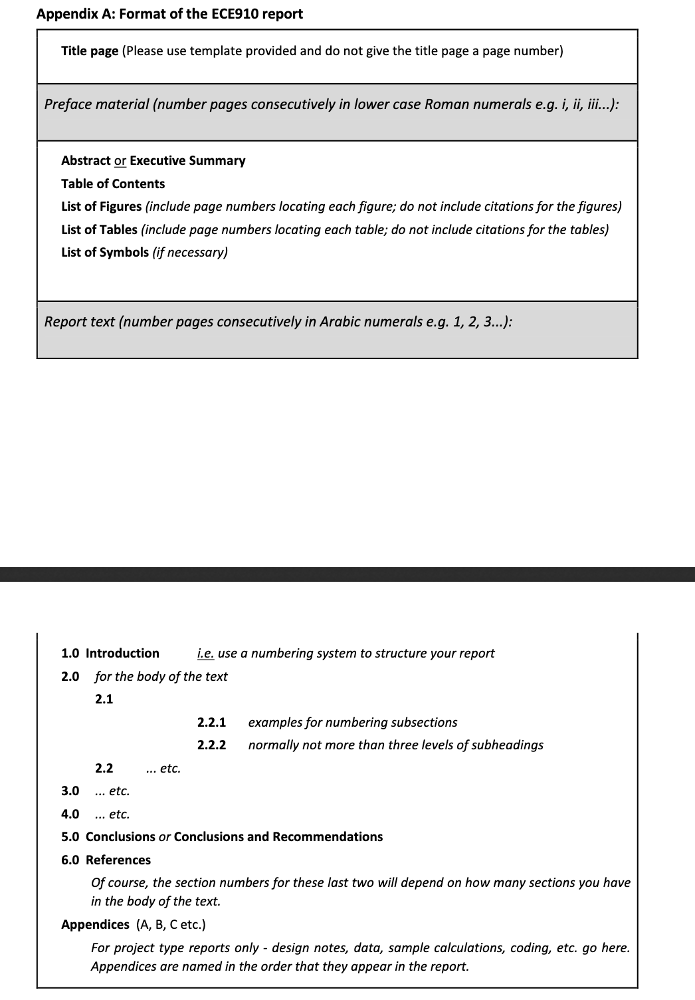 Appendix A: Format of the ECE910 report
Title page (Please use template provided and do not give the title page a page number)
Preface material (number pages consecutively in lower case Roman numerals e.g. i, ii, iii...):
Abstract or Executive Summary
Table of Contents
List of Figures (include page numbers locating each figure; do not include citations for the figures)
List of Tables (include page numbers locating each table; do not include citations for the tables)
List of Symbols (if necessary)
Report text (number pages consecutively in Arabic numerals e.g. 1, 2, 3...):
1.0 Introduction i.e. use a numbering system to structure your report
2.0 for the body of the text
2.1
2.2.1 examples for numbering subsections
2.2.2 normally not more than three levels of subheadings
2.2 ... etc.
3.0 ... etc.
4.0 ... etc.
5.0 Conclusions or Conclusions and Recommendations
6.0 References
Of course, the section numbers for these last two will depend on how many sections you have
in the body of the text.
Appendices (A, B, C etc.)
For project type reports only - design notes, data, sample calculations, coding, etc. go here.
Appendices are named in the order that they appear in the report.